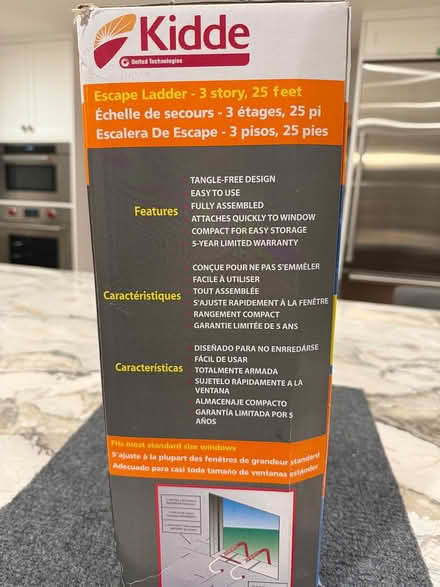 Kidde
United Technologies
Escape Ladder - 3 story, 25 feet
Échelle de secours - 3 étages, 25 pi
Escalera De Escape - 3 pisos, 25 pies
Features
TANGLE-FREE DESIGN
EASY TO USE
FULLY ASSEMBLED
ATTACHES QUICKLY TO WINDOW
COMPACT FOR EASY STORAGE
5-YEAR LIMITED WARRANTY
Caractéristiques
CONÇUE POUR NE PAS S'EMMÊLER
FACILE À UTILISER
TOUT ASSEMBLÉE
S'AJUSTE RAPIDEMENT À LA FENÊTRE
RANGEMENT COMPACT
GARANTIE LIMITÉE DE 5 ANS
Características
DISEÑADO PARA NO ENRREDARSE
FÁCIL DE USAR
TOTALMENTE ARMADA
SUJETELO RÁPIDAMENTE A LA
VENTANA
ALMACENAJE COMPACTO
GARANTÍA LIMITADA POR 5
AÑOS
Fits most standard size windows
S'ajuste à la plupart des fenêtres de grandeur standard
Adecuado para casi toda tamaño de ventanas estánder